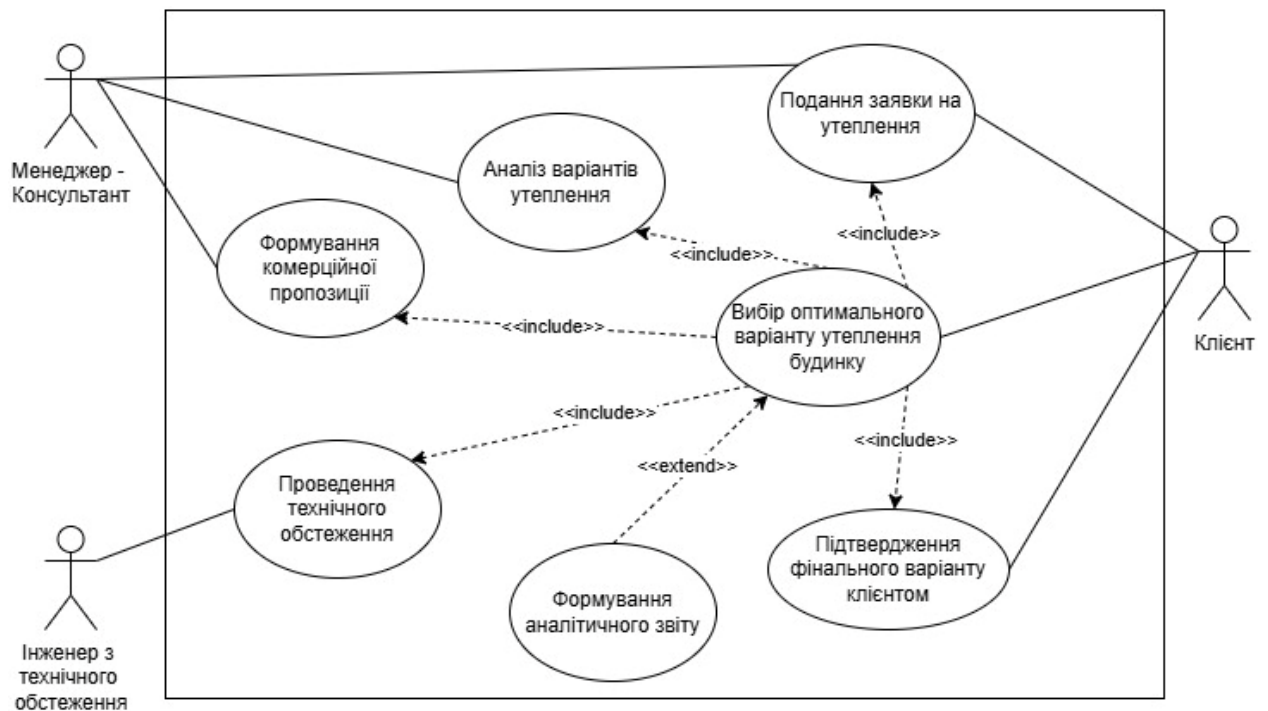 Менеджер -
Консультант
Подання заявки на
утеплення
Аналіз варіантів
утеплення
<<include>>
<<include>>
Формування
комерційної
пропозиції
<<include>>
Вибір оптимального
варіанту утеплення
будинку
Клієнт
<<include>>
<<include>>
<<extend>>
Проведення
технічного
обстеження
Підтвердження
фінального варіанту
клієнтом
Формування
аналітичного звіту
Інженер з
технічного
обстеження